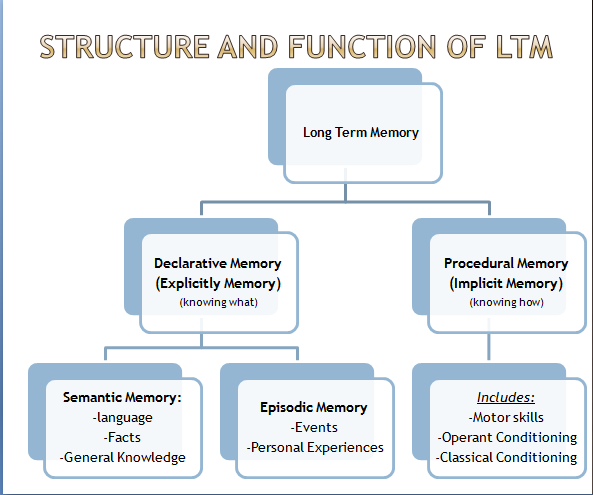 STRUCTURE AND FUNCTION OF LTM
Long Term Memory
Declarative Memory
(Explicitly Memory)
(knowing what)
Procedural Memory
(Implicit Memory)
(knowing how)
Semantic Memory:
-language
-Facts
-General Knowledge
Episodic Memory
-Events
-Personal Experiences
Includes:
-Motor skills
-Operant Conditioning
-Classical Conditioning